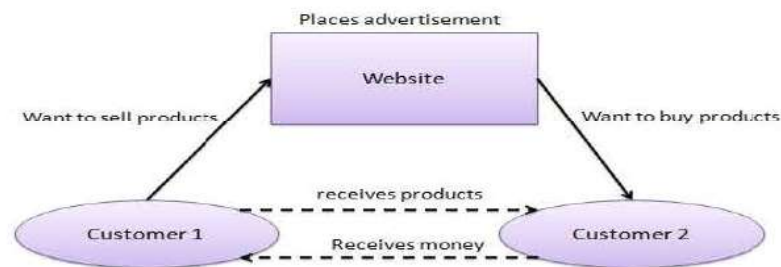 Places advertisement
Website
Want to sell products
Want to buy products
receives products
Customer 1
Receives money
Customer 2